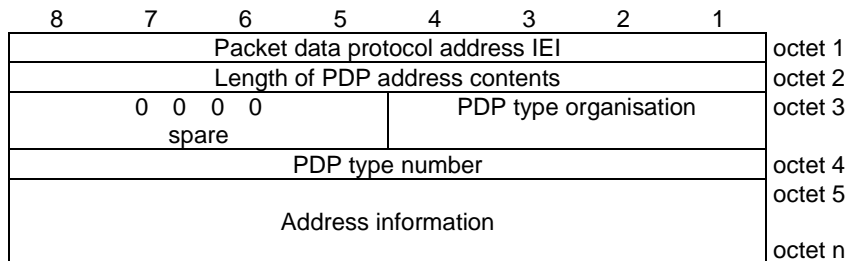 8 7 6 5 4 3 2 1
Packet data protocol address IEI octet 1
Length of PDP address contents octet 2
0 0 0 0 PDP type organisation octet 3
spare
PDP type number octet 4
octet 5
Address information
octet n